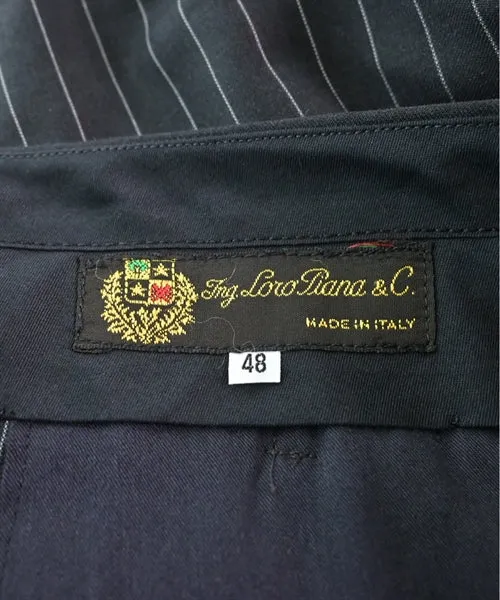 Ing. Loro Piana & C.
MADE IN ITALY
48